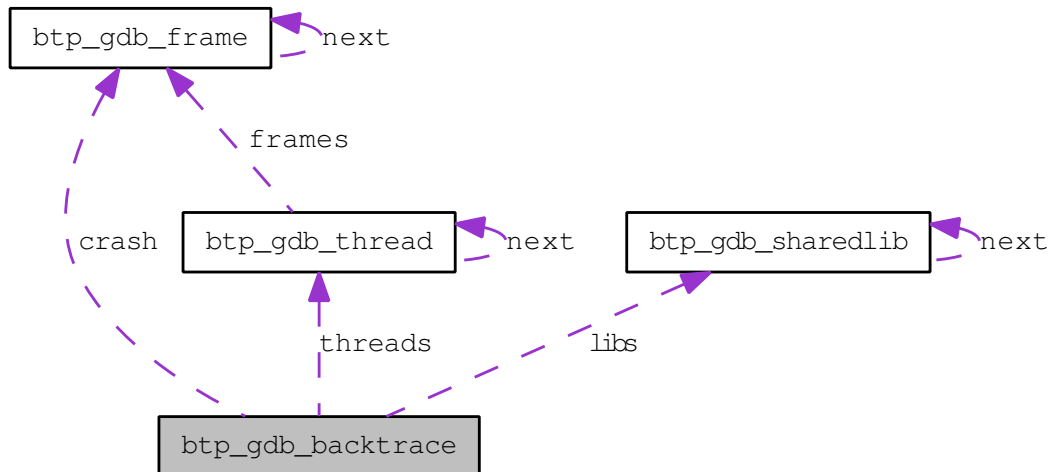 btp_gdb_frame
next
frames
crash
btp_gdb_thread
next
btp_gdb_sharedlib
next
threads
libs
btp_gdb_backtrace